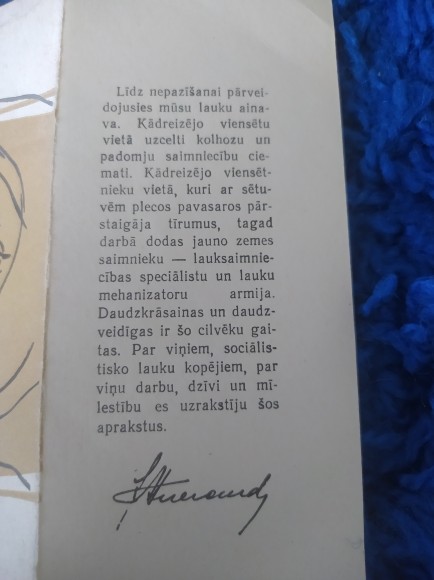 Līdz nepazīšanai pārvei-
dojusies mūsu lauku aina-
va. Kādreizējo viensētu
vietā uzcelti kolhozu un
padomju saimniecību cie-
mati. Kādreizējo viensēt-
nieku vietā, kuri ar sētu-
vēm plecos pavasaros pār-
staigāja tīrumus, tagad
darbā dodas jauno zemes
saimnieku — lauksaimnie-
cības speciālistu un lauku
mehanizatoru armija.
Daudzkrāsainas un daudz-
veidīgas ir šo cilvēku gai-
tas. Par viņiem, sociālis-
tisko lauku kopējiem, par
viņu darbu, dzīvi un mī-
lestību es uzrakstīju šos
aprakstus.